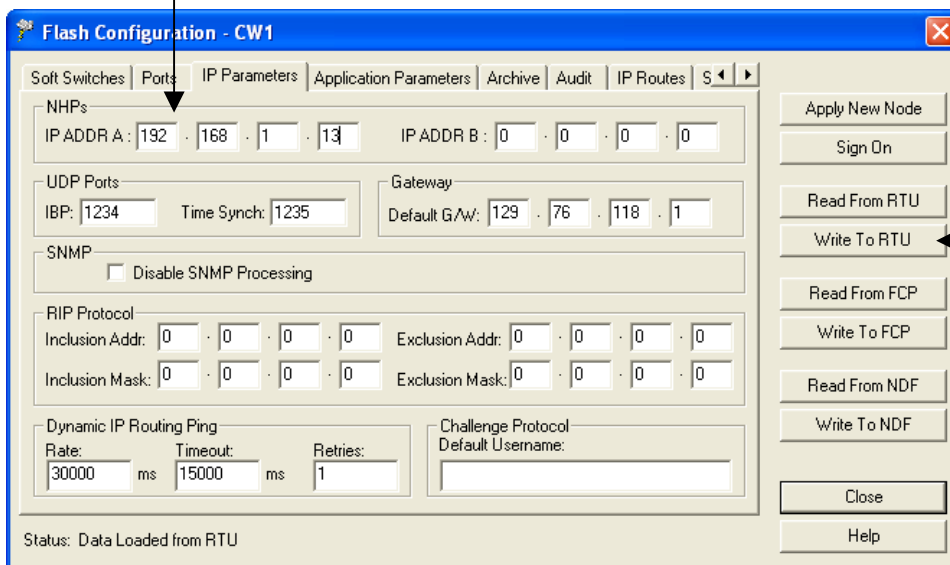 Flash Configuration - CW1
Soft Switches Ports IP Parameters Application Parameters Archive Audit IP Routes S
NHPs
IP ADDR A : 192 . 168 . 1 . 13 IP ADDR B : 0 . 0 . 0 . 0
UDP Ports
IBP: 1234 Time Synch: 1235
Gateway
Default G/W: 129 . 76 . 118 . 1
SNMP
Disable SNMP Processing
RIP Protocol
Inclusion Addr: 0 . 0 . 0 . 0 Exclusion Addr: 0 . 0 . 0 . 0
Inclusion Mask: 0 . 0 . 0 . 0 Exclusion Mask: 0 . 0 . 0 . 0
Dynamic IP Routing Ping
Rate: Timeout: Retries:
30000 ms 15000 ms 1
Challenge Protocol
Default Username:
Status: Data Loaded from RTU
Apply New Node
Sign On
Read From RTU
Write To RTU
Read From FCP
Write To FCP
Read From NDF
Write To NDF
Close
Help